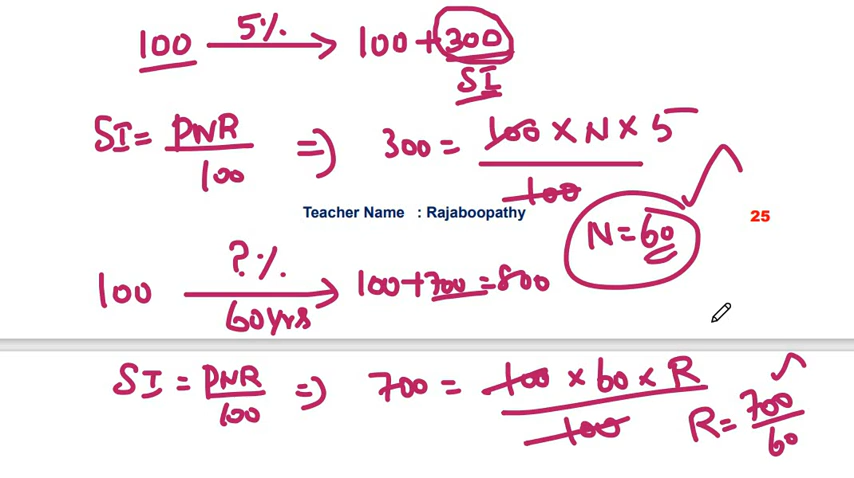 100 —5%→ 100+300
SI
SI = PNR/100 => 300 = 100 × N × 5/100
Teacher Name : Rajaboopathy
25
N=60
100 —?%/60yrs→ 100+700=800
SI = PNR/100 => 700 = 100 × 60 × R/100
R=700/60